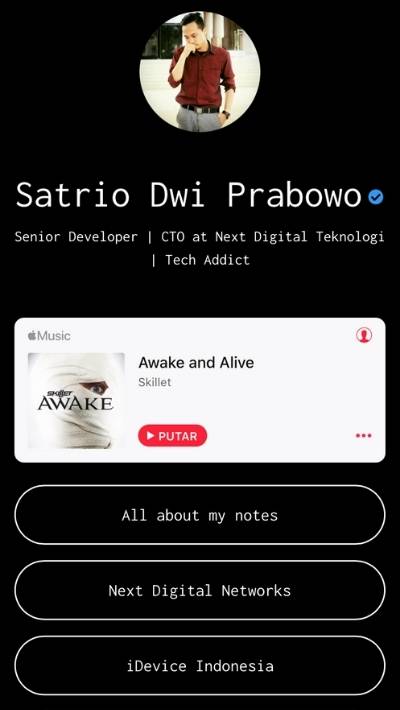 Satrio Dwi Prabowo
Senior Developer | CTO at Next Digital Teknologi
| Tech Addict
Music
Awake and Alive
Skillet
skillet
AWAKE
PUTAR
All about my notes
Next Digital Networks
iDevice Indonesia